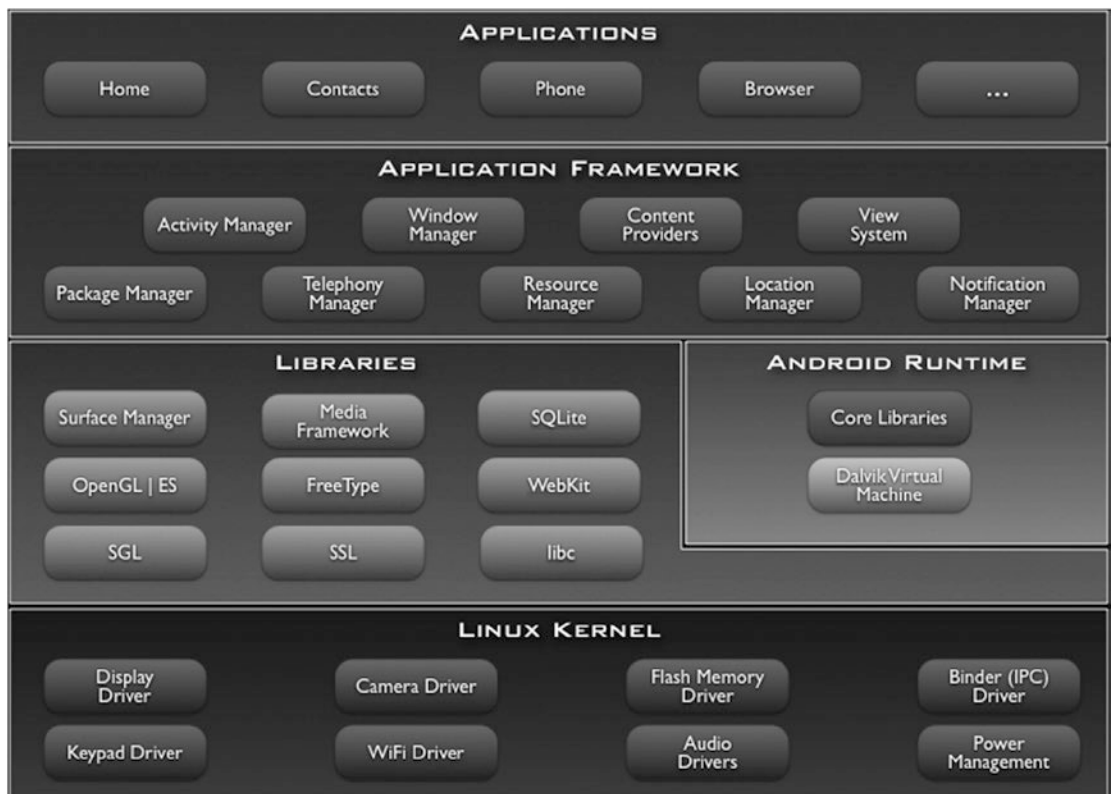 APPLICATIONS
Home Contacts Phone Browser ...
APPLICATION FRAMEWORK
Activity Manager
Window
Manager
Content
Providers
View
System
Package Manager
Telephony
Manager
Resource
Manager
Location
Manager
Notification
Manager
LIBRARIES
Surface Manager
Media
Framework
SQLite
OpenGL | ES
FreeType
WebKit
SGL
SSL
libc
ANDROID RUNTIME
Core Libraries
Dalvik Virtual
Machine
LINUX KERNEL
Display
Driver
Camera Driver
Flash Memory
Driver
Binder (IPC)
Driver
Keypad Driver
WiFi Driver
Audio
Drivers
Power
Management